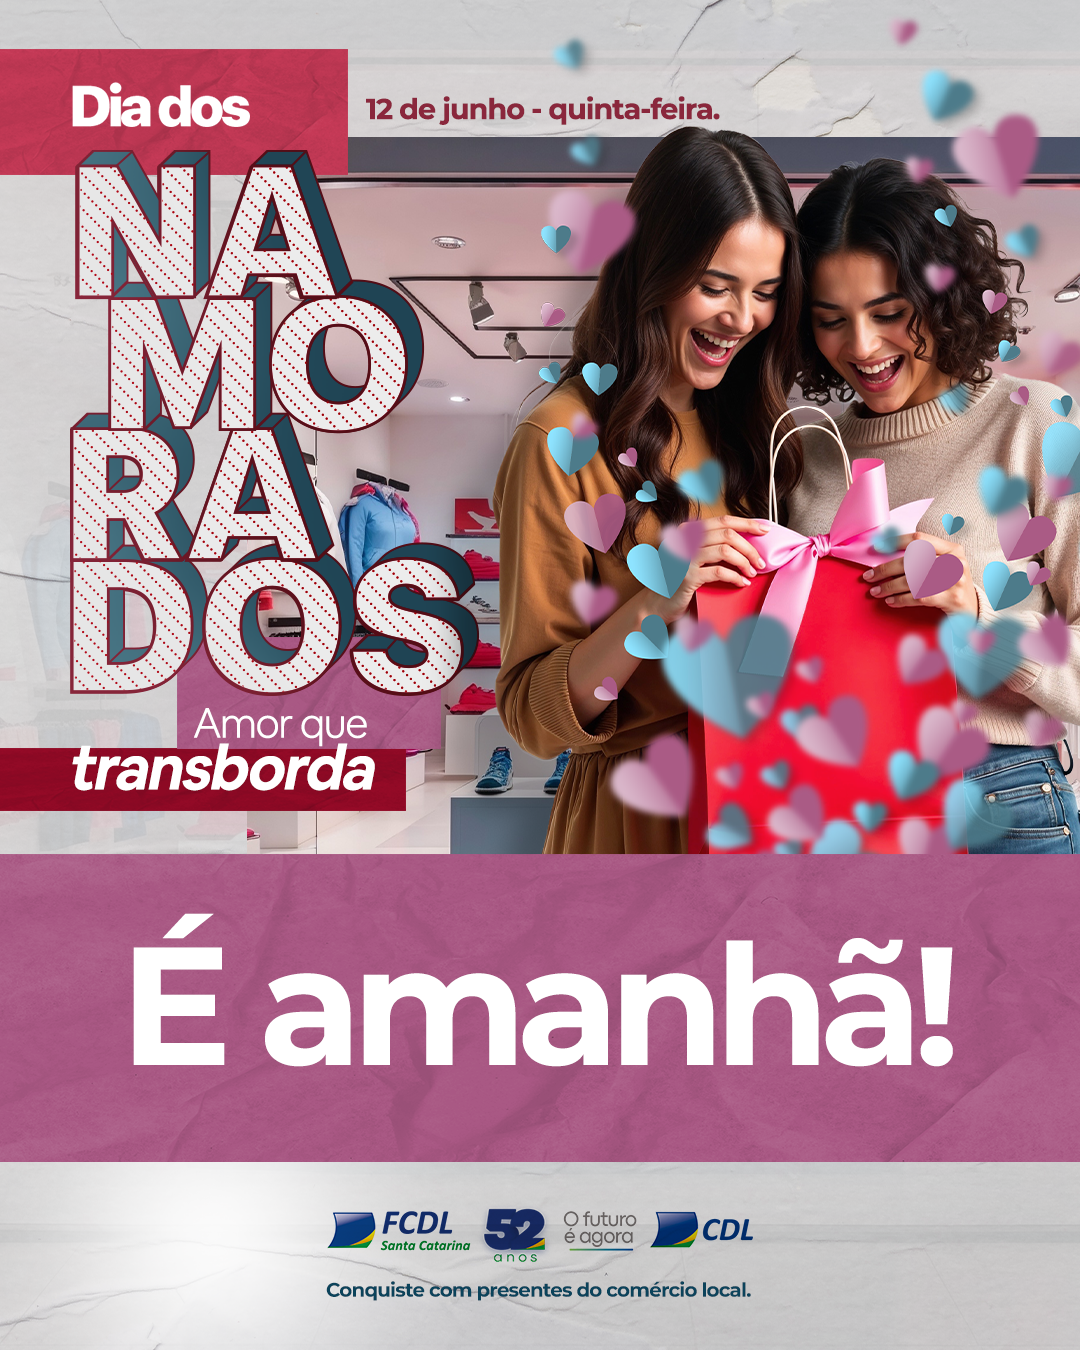 Dia dos
12 de junho - quinta-feira.
NA
MO
RA
DOS
Amor que
transborda
É amanhã!
FCDL
Santa Catarina
52
anos
O futuro
é agora
CDL
Conquiste com presentes do comércio local.